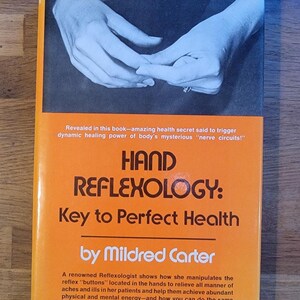 Revealed in this book—amazing health secret said to trigger
dynamic healing power of body's mysterious "nerve circuits!"
HAND
REFLEXOLOGY:
Key to Perfect Health
by Mildred Carter
A renowned Reflexologist shows how she manipulates the
reflex "buttons" located in the hands to relieve all manner of
aches and ills in her patients and help them achieve abundant
physical and mental energy—and how you can do the same